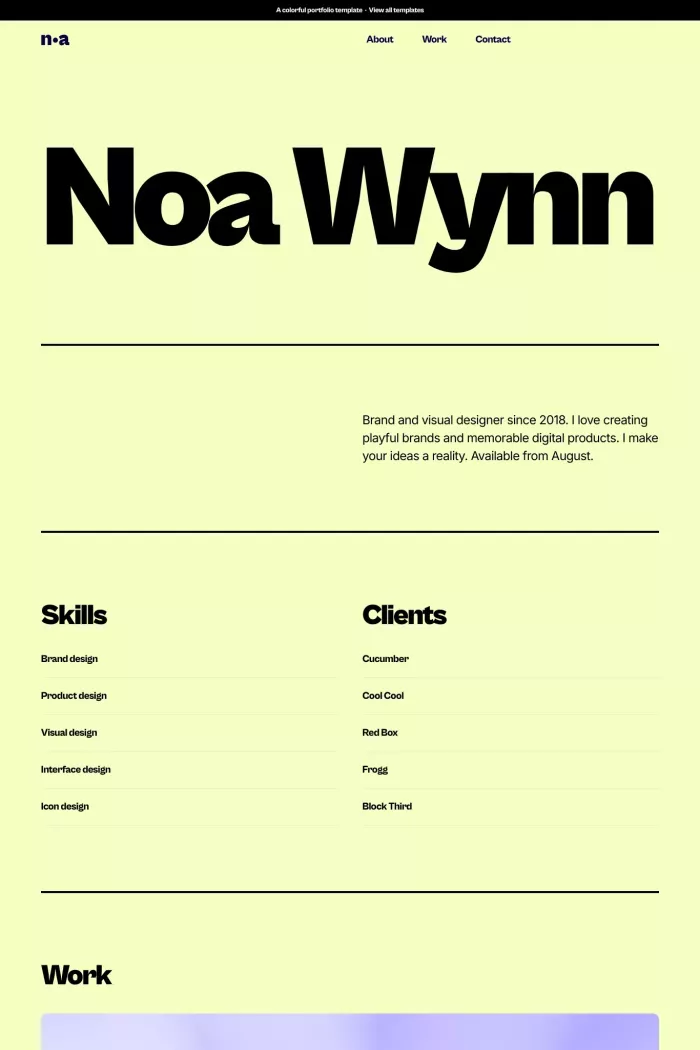 A colorful portfolio template · View all templates
n•a
About Work Contact
Noa Wynn
Brand and visual designer since 2018. I love creating
playful brands and memorable digital products. I make
your ideas a reality. Available from August.
Skills
Brand design
Product design
Visual design
Interface design
Icon design
Clients
Cucumber
Cool Cool
Red Box
Frogg
Block Third
Work